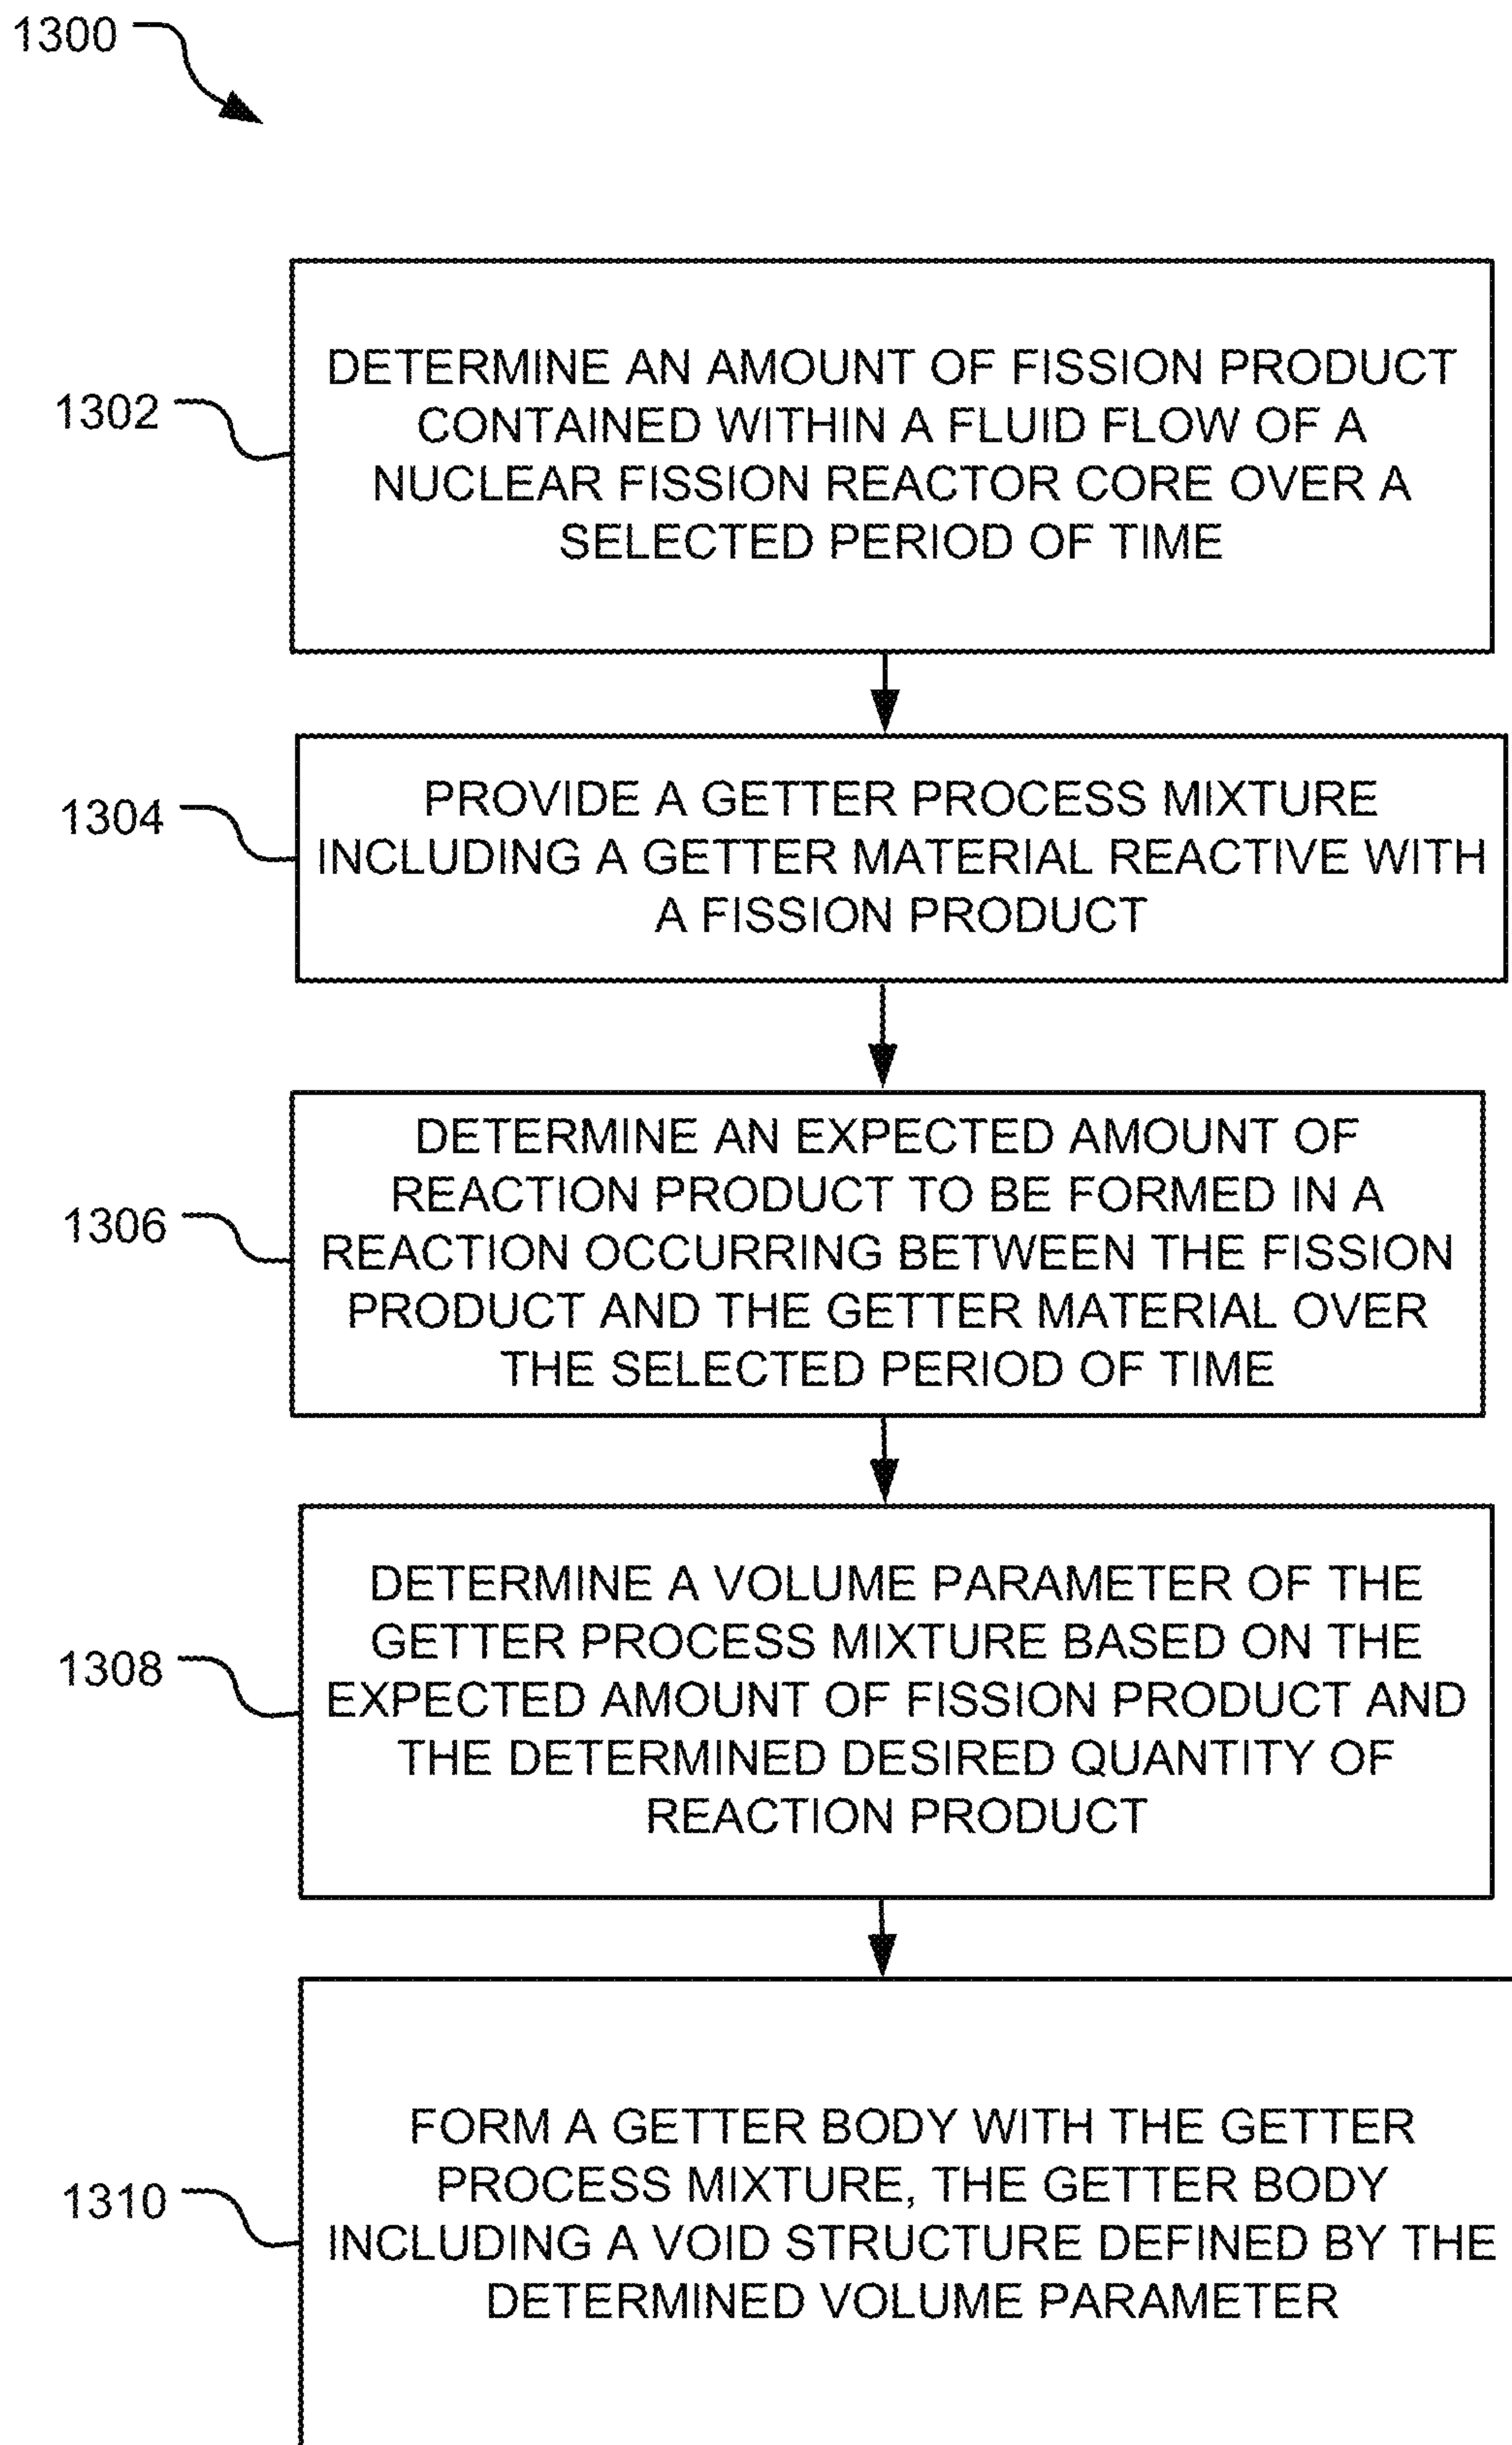 1300
1302
DETERMINE AN AMOUNT OF FISSION PRODUCT
CONTAINED WITHIN A FLUID FLOW OF A
NUCLEAR FISSION REACTOR CORE OVER A
SELECTED PERIOD OF TIME
1304
PROVIDE A GETTER PROCESS MIXTURE
INCLUDING A GETTER MATERIAL REACTIVE WITH
A FISSION PRODUCT
1306
DETERMINE AN EXPECTED AMOUNT OF
REACTION PRODUCT TO BE FORMED IN A
REACTION OCCURRING BETWEEN THE FISSION
PRODUCT AND THE GETTER MATERIAL OVER
THE SELECTED PERIOD OF TIME
1308
DETERMINE A VOLUME PARAMETER OF THE
GETTER PROCESS MIXTURE BASED ON THE
EXPECTED AMOUNT OF FISSION PRODUCT AND
THE DETERMINED DESIRED QUANTITY OF
REACTION PRODUCT
1310
FORM A GETTER BODY WITH THE GETTER
PROCESS MIXTURE, THE GETTER BODY
INCLUDING A VOID STRUCTURE DEFINED BY THE
DETERMINED VOLUME PARAMETER